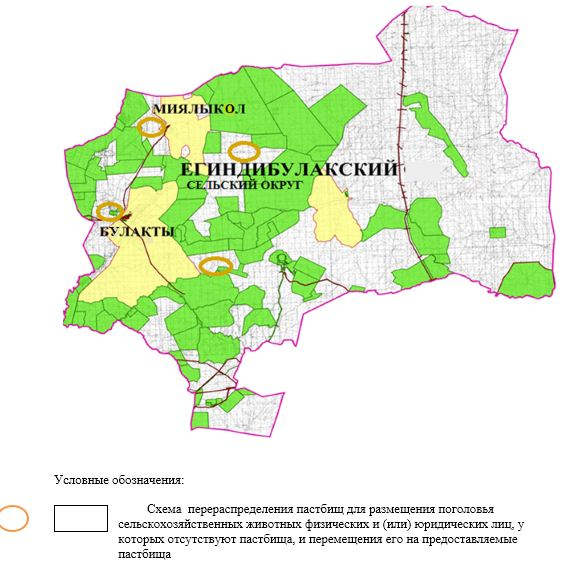 МИЯЛЫКОЛ
ЕГИНДИБУЛАКСКИЙ
СЕЛЬСКИЙ ОКРУГ
БУЛАКТЫ
Условные обозначения:
Схема перераспределения пастбищ для размещения поголовья
сельскохозяйственных животных физических и (или) юридических лиц, у
которых отсутствуют пастбища, и перемещения его на предоставляемые
пастбища